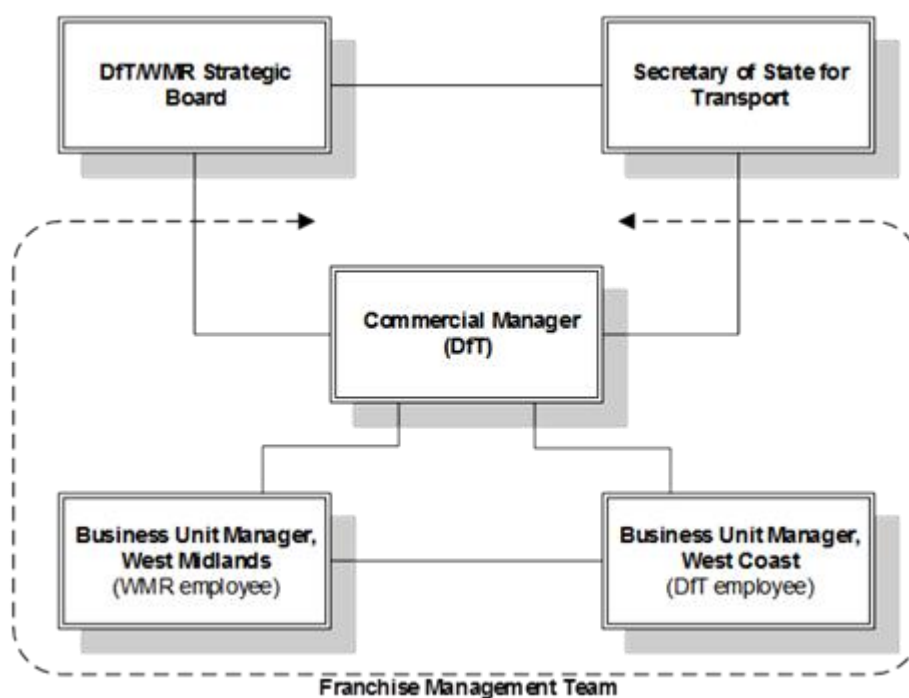 DfT/WMR Strategic
Board
Secretary of State for
Transport
Commercial Manager
(DfT)
Business Unit Manager,
West Midlands
(WMR employee)
Business Unit Manager,
West Coast
(DfT employee)
Franchise Management Team